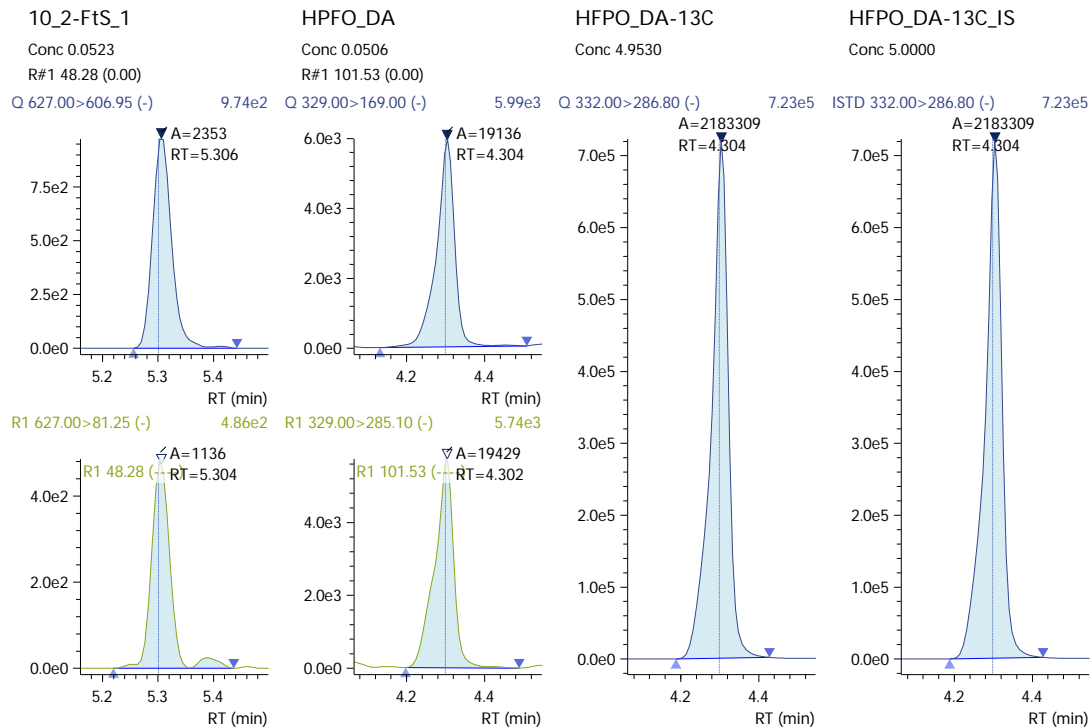 10_2-FtS_1
Conc 0.0523
R#1 48.28 (0.00)
Q 627.00>606.95 (-) 9.74e2
A=2353
RT=5.306
7.5e2
5.0e2
2.5e2
0.0e0
5.2 5.3 5.4
RT (min)
R1 627.00>81.25 (-) 4.86e2
A=1136
R1 48.28 (----)
RT=5.304
4.0e2
2.0e2
0.0e0
5.2 5.3 5.4
RT (min)
HPFO_DA
Conc 0.0506
R#1 101.53 (0.00)
Q 329.00>169.00 (-) 5.99e3
A=19136
RT=4.304
6.0e3
4.0e3
2.0e3
0.0e0
4.2 4.4
RT (min)
R1 329.00>285.10 (-) 5.74e3
A=19429
R1 101.53 (----)
RT=4.302
4.0e3
2.0e3
0.0e0
4.2 4.4
RT (min)
HFPO_DA-13C
Conc 4.9530
Q 332.00>286.80 (-) 7.23e5
A=2183309
RT=4.304
7.0e5
6.0e5
5.0e5
4.0e5
3.0e5
2.0e5
1.0e5
0.0e0
4.2 4.4
RT (min)
HFPO_DA-13C_IS
Conc 5.0000
ISTD 332.00>286.80 (-) 7.23e5
A=2183309
RT=4.304
7.0e5
6.0e5
5.0e5
4.0e5
3.0e5
2.0e5
1.0e5
0.0e0
4.2 4.4
RT (min)